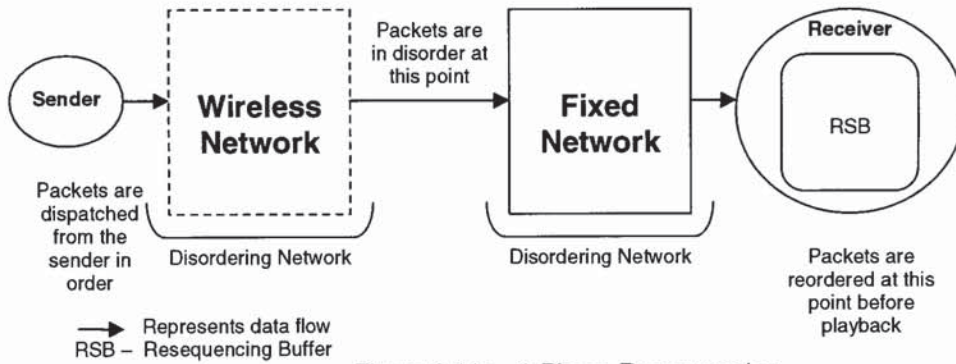 Packets are
in disorder at
this point
Receiver
Sender
Wireless
Network
Fixed
Network
RSB
Packets are
dispatched
from the
sender in
order
Disordering Network
Disordering Network
Packets are
reordered at this
point before
playback
Represents data flow
RSB – Resequencing Buffer